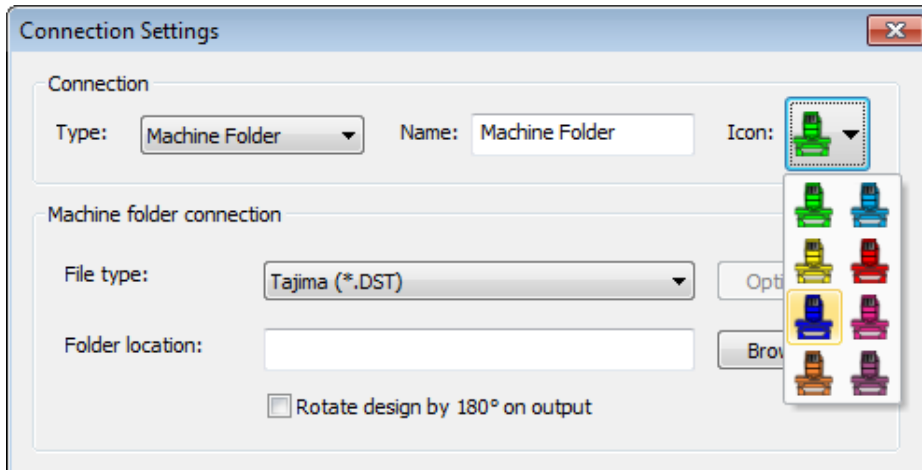 Connection Settings
Connection
Type: Machine Folder Name: Machine Folder Icon:
Machine folder connection
File type: Tajima (*.DST)
Folder location:
Rotate design by 180° on output